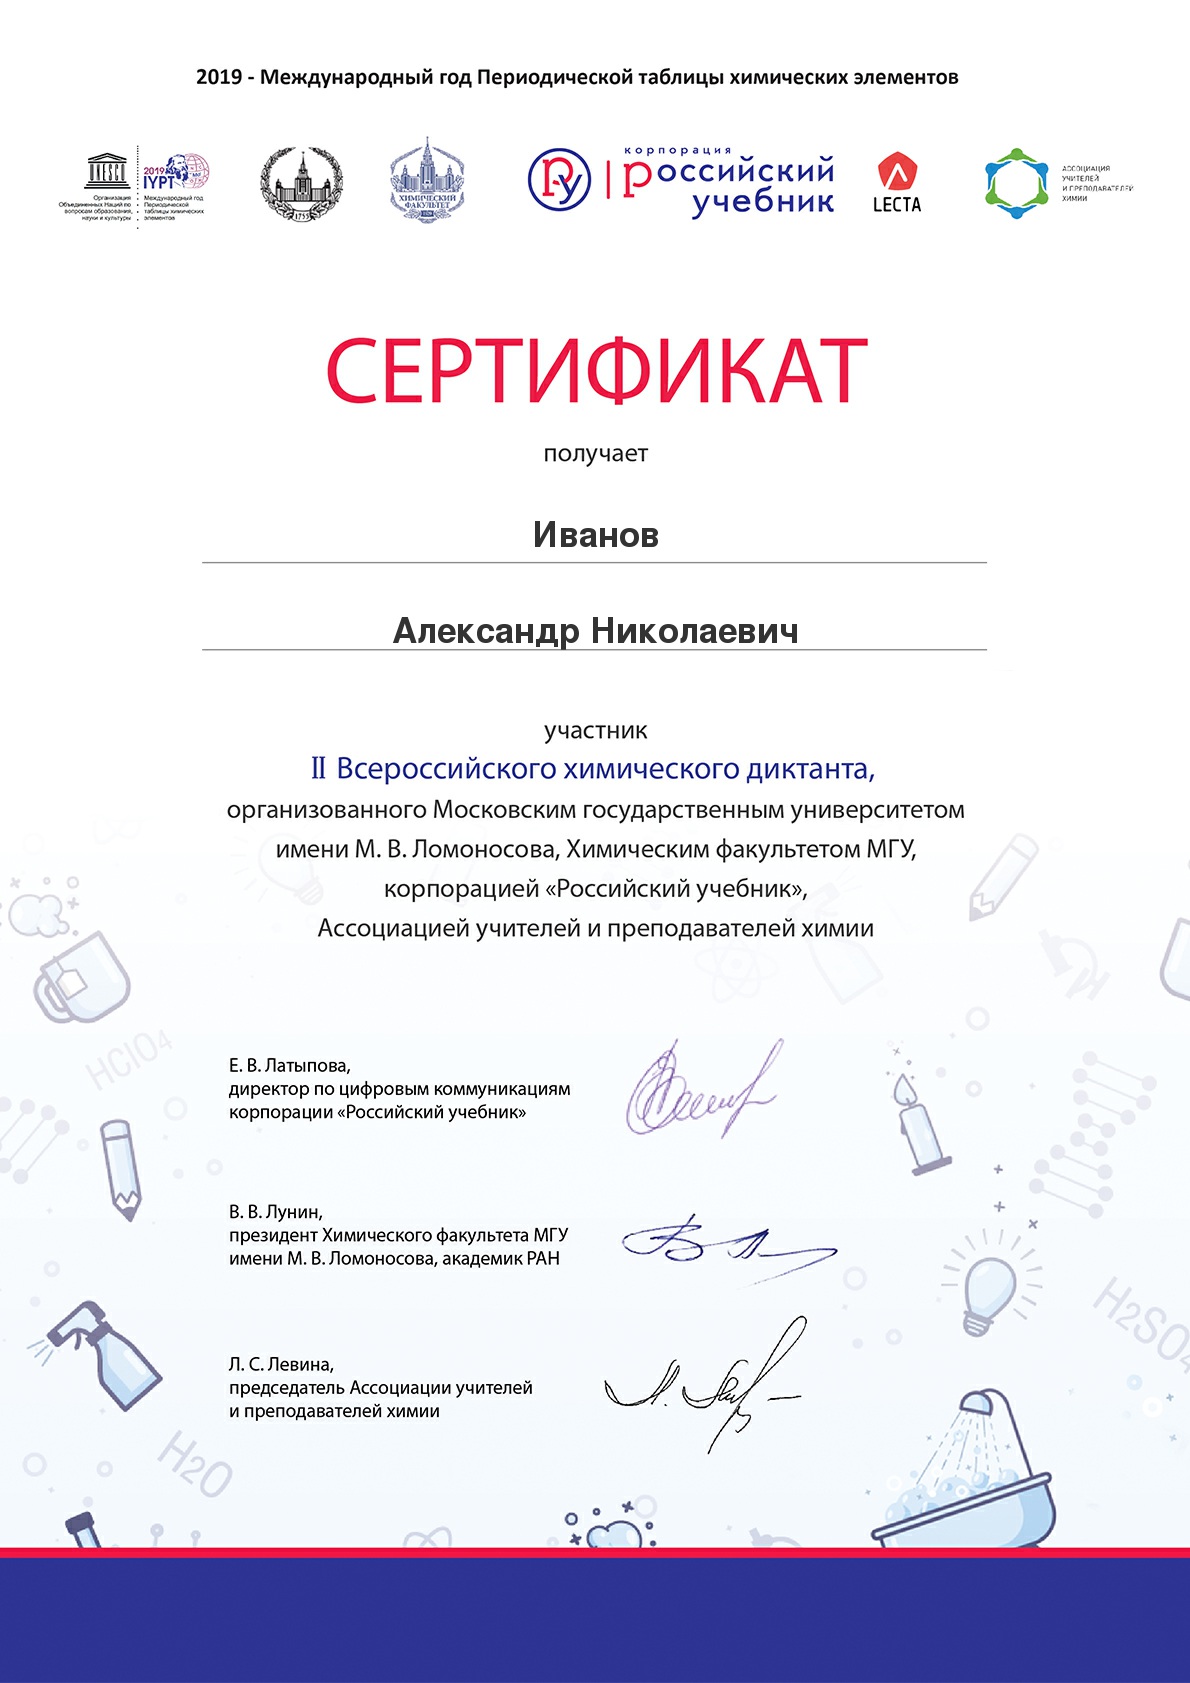 2019 - Международный год Периодической таблицы химических элементов
UNESCO
Организация
Объединенных Наций по
вопросам образования,
науки и культуры
2019
IYPT
Международный год
Периодической
таблицы химических
элементов
1755
ХИМИЧЕСКИЙ
ФАКУЛЬТЕТ
РУ
корпорация
российский
учебник
LECTA
АССОЦИАЦИЯ
УЧИТЕЛЕЙ
И ПРЕПОДАВАТЕЛЕЙ
ХИМИИ
СЕРТИФИКАТ
получает
Иванов
Александр Николаевич
участник
II Всероссийского химического диктанта,
организованного Московским государственным университетом
имени М. В. Ломоносова, Химическим факультетом МГУ,
корпорацией «Российский учебник»,
Ассоциацией учителей и преподавателей химии
HClO4
Е. В. Латыпова,
директор по цифровым коммуникациям
корпорации «Российский учебник»
В. В. Лунин,
президент Химического факультета МГУ
имени М. В. Ломоносова, академик РАН
H2SO4
Л. С. Левина,
председатель Ассоциации учителей
и преподавателей химии
H2O